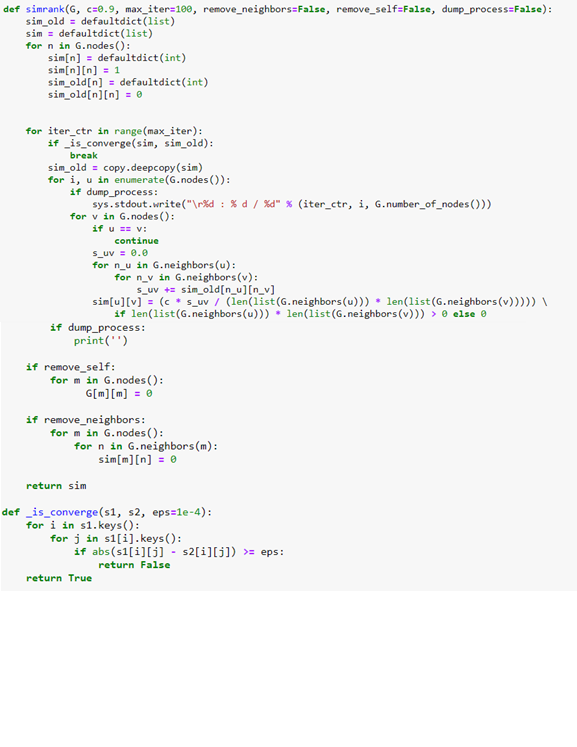 def simrank(G, c=0.9, max_iter=100, remove_neighbors=False, remove_self=False, dump_process=False):
    sim_old = defaultdict(list)
    sim = defaultdict(list)
    for n in G.nodes():
        sim[n] = defaultdict(int)
        sim[n][n] = 1
        sim_old[n] = defaultdict(int)
        sim_old[n][n] = 0
    for iter_ctr in range(max_iter):
        if _is_converge(sim, sim_old):
            break
        sim_old = copy.deepcopy(sim)
        for i, u in enumerate(G.nodes()):
            if dump_process:
                sys.stdout.write("\r%d : % d / %d" % (iter_ctr, i, G.number_of_nodes()))
            for v in G.nodes():
                if u == v:
                    continue
                s_uv = 0.0
                for n_u in G.neighbors(u):
                    for n_v in G.neighbors(v):
                        s_uv += sim_old[n_u][n_v]
                sim[u][v] = (c * s_uv / (len(list(G.neighbors(u))) * len(list(G.neighbors(v))))) \
                    if len(list(G.neighbors(u))) * len(list(G.neighbors(v))) > 0 else 0
        if dump_process:
            print('')
    if remove_self:
        for m in G.nodes():
            G[m][m] = 0
    if remove_neighbors:
        for m in G.nodes():
            for n in G.neighbors(m):
                sim[m][n] = 0
    return sim
def _is_converge(s1, s2, eps=1e-4):
    for i in s1.keys():
        for j in s1[i].keys():
            if abs(s1[i][j] - s2[i][j]) >= eps:
                return False
    return True